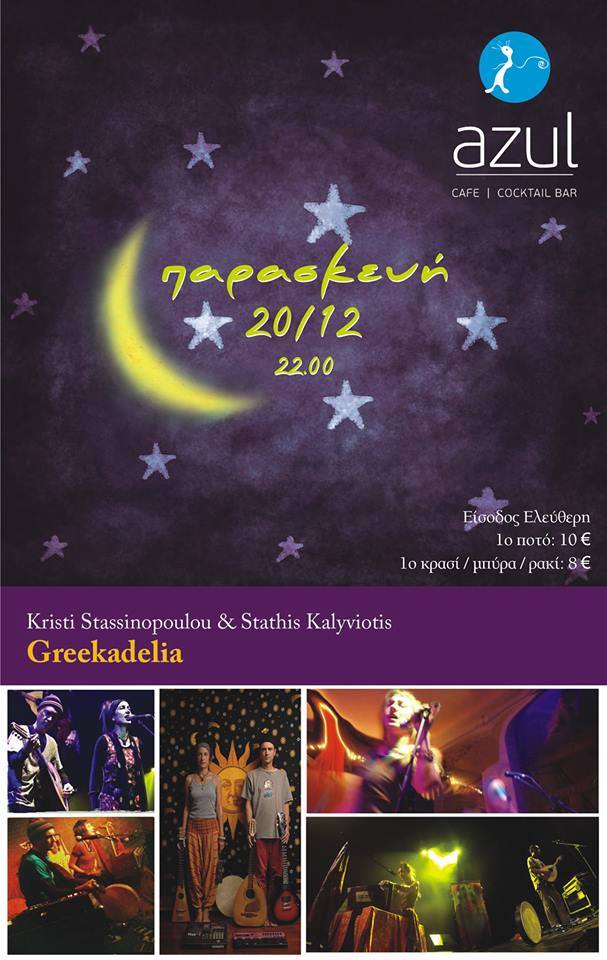 azul
CAFE | COCKTAIL BAR
παρασκευή
20/12
22.00
Είσοδος Ελεύθερη
1ο ποτό: 10 €
1ο κρασί / μπύρα / ρακί: 8 €
Kristi Stassinopoulou & Stathis Kalyviotis
Greekadelia